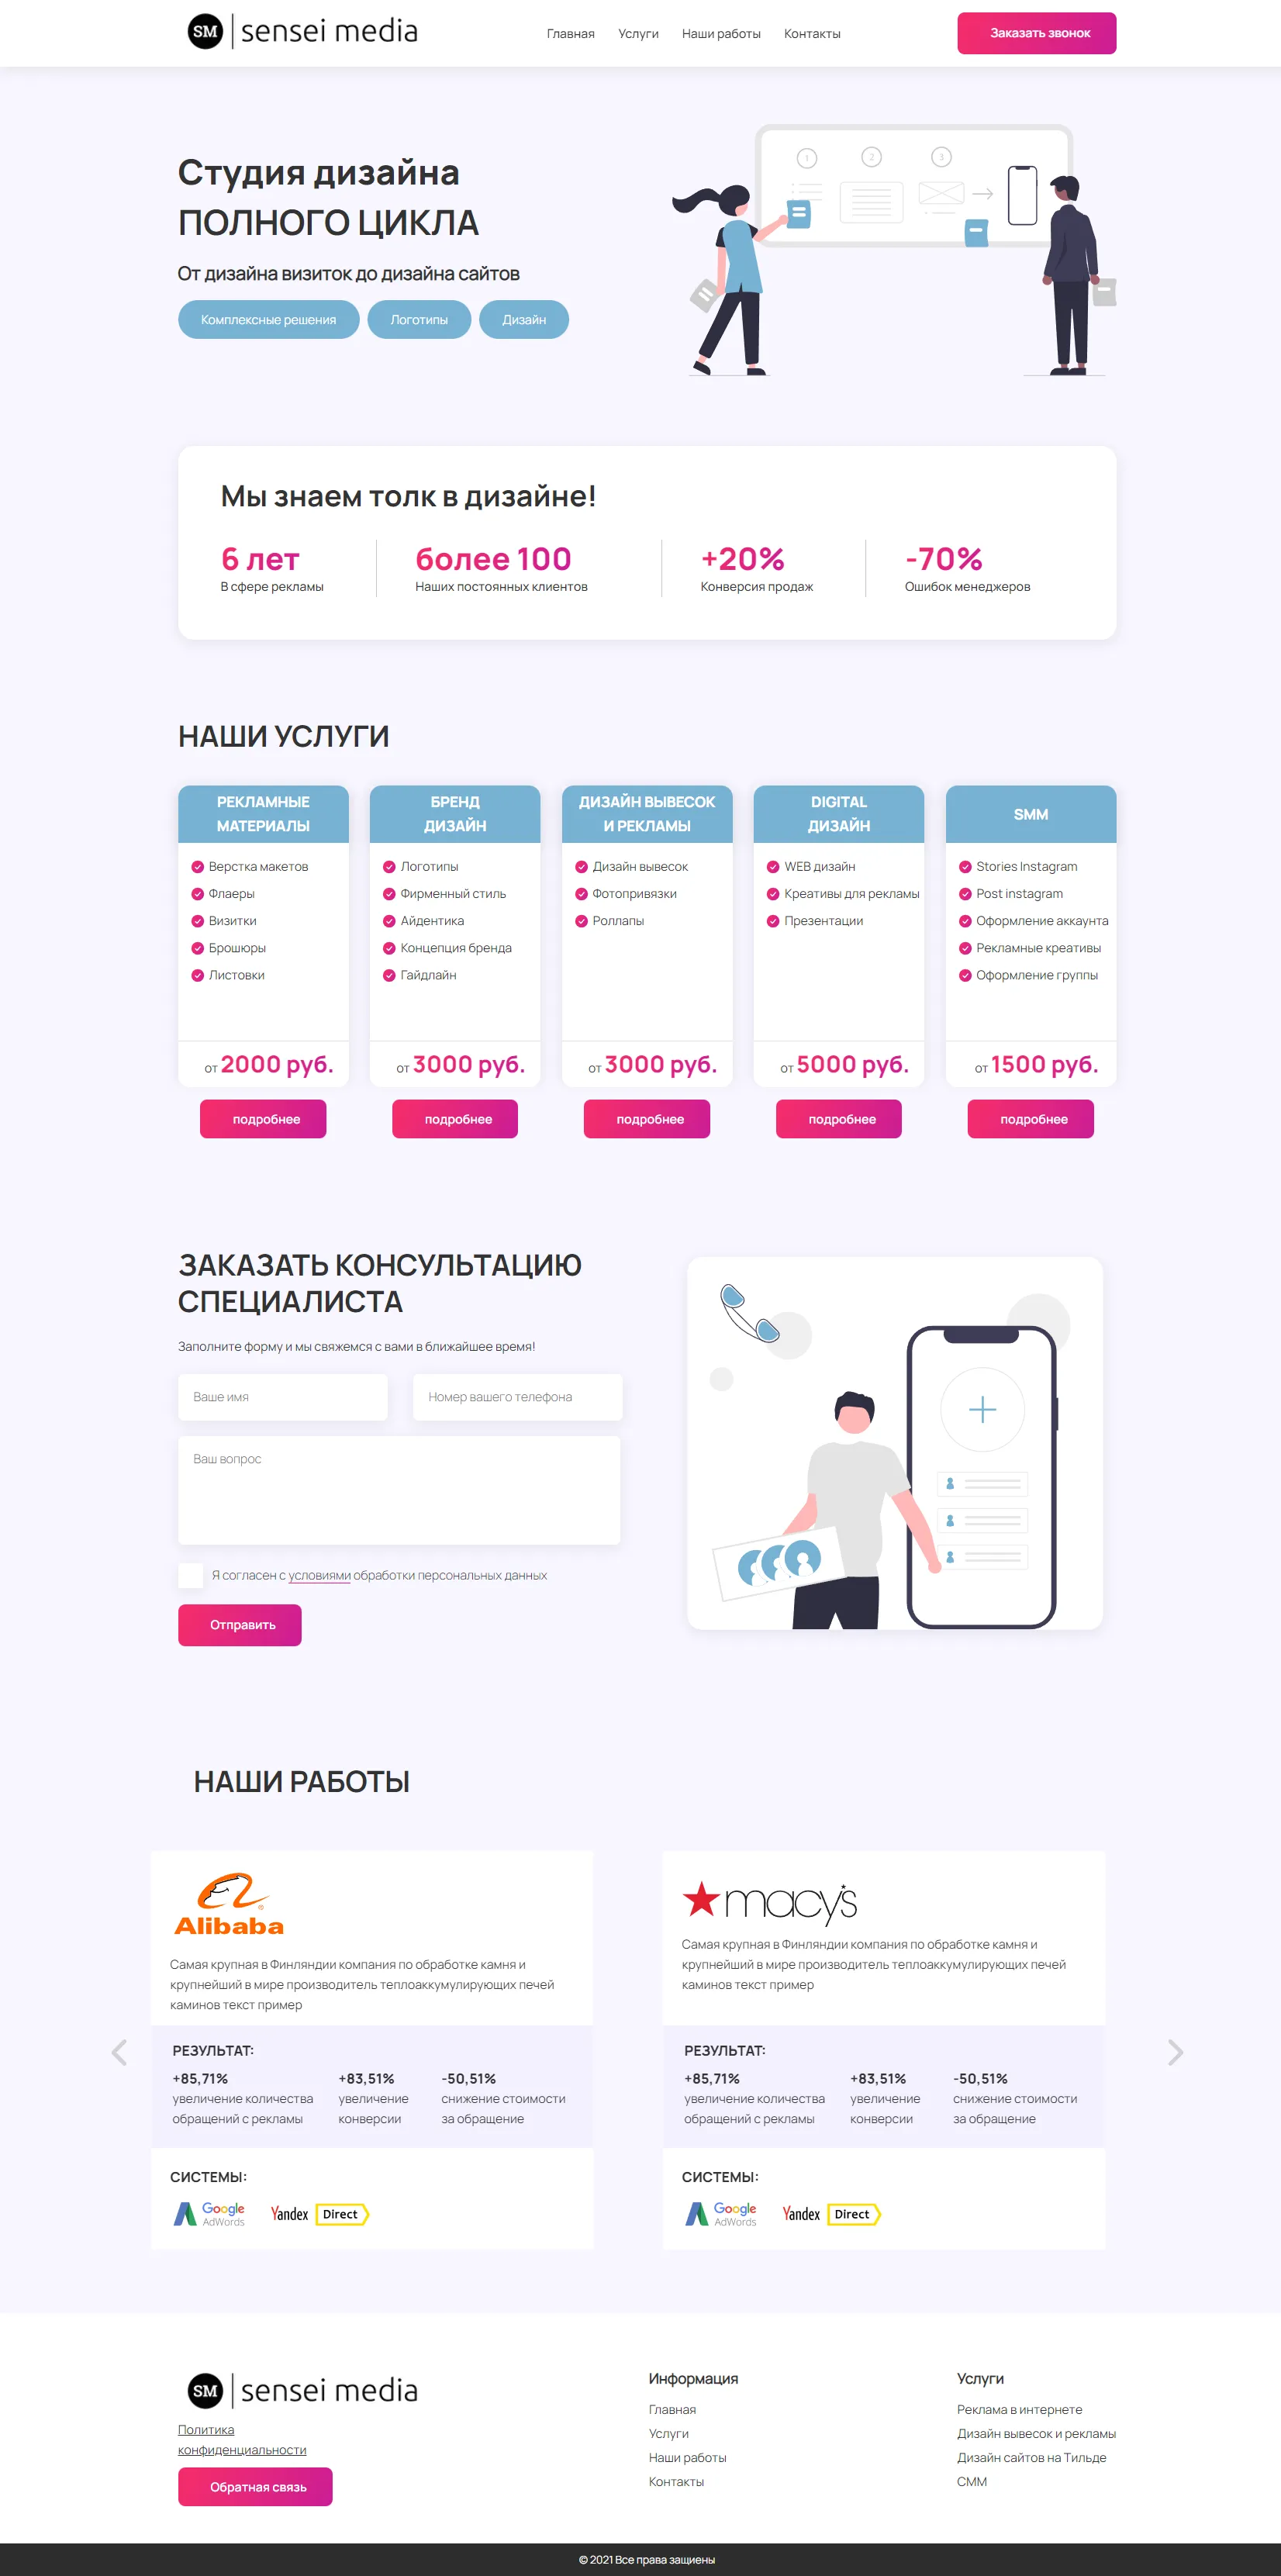 SM sensei media
Главная
Услуги
Наши работы
Контакты
Заказать звонок
Студия дизайна
ПОЛНОГО ЦИКЛА
От дизайна визиток до дизайна сайтов
Комплексные решения
Логотипы
Дизайн
1
2
3
Мы знаем толк в дизайне!
6 лет
В сфере рекламы
более 100
Наших постоянных клиентов
+20%
Конверсия продаж
-70%
Ошибок менеджеров
НАШИ УСЛУГИ
РЕКЛАМНЫЕ
МАТЕРИАЛЫ
Верстка макетов
Флаеры
Визитки
Брошюры
Листовки
от 2000 руб.
подробнее
БРЕНД
ДИЗАЙН
Логотипы
Фирменный стиль
Айдентика
Концепция бренда
Гайдлайн
от 3000 руб.
подробнее
ДИЗАЙН ВЫВЕСОК
И РЕКЛАМЫ
Дизайн вывесок
Фотопривязки
Роллапы
от 3000 руб.
подробнее
DIGITAL
ДИЗАЙН
WEB дизайн
Креативы для рекламы
Презентации
от 5000 руб.
подробнее
SMM
Stories Instagram
Post instagram
Оформление аккаунта
Рекламные креативы
Оформление группы
от 1500 руб.
подробнее
ЗАКАЗАТЬ КОНСУЛЬТАЦИЮ
СПЕЦИАЛИСТА
Заполните форму и мы свяжемся с вами в ближайшее время!
Ваше имя
Номер вашего телефона
Ваш вопрос
Я согласен с условиями обработки персональных данных
Отправить
НАШИ РАБОТЫ
Alibaba
Самая крупная в Финляндии компания по обработке камня и
крупнейший в мире производитель теплоаккумулирующих печей
каминов текст пример
РЕЗУЛЬТАТ:
+85,71%
увеличение количества
обращений с рекламы
+83,51%
увеличение
конверсии
-50,51%
снижение стоимости
за обращение
СИСТЕМЫ:
Google
AdWords
Yandex Direct
macy's
Самая крупная в Финляндии компания по обработке камня и
крупнейший в мире производитель теплоаккумулирующих печей
каминов текст пример
РЕЗУЛЬТАТ:
+85,71%
увеличение количества
обращений с рекламы
+83,51%
увеличение
конверсии
-50,51%
снижение стоимости
за обращение
СИСТЕМЫ:
Google
AdWords
Yandex Direct
SM sensei media
Политика
конфиденциальности
Обратная связь
Информация
Главная
Услуги
Наши работы
Контакты
Услуги
Реклама в интернете
Дизайн вывесок и рекламы
Дизайн сайтов на Тильде
СММ
© 2021 Все права защиены